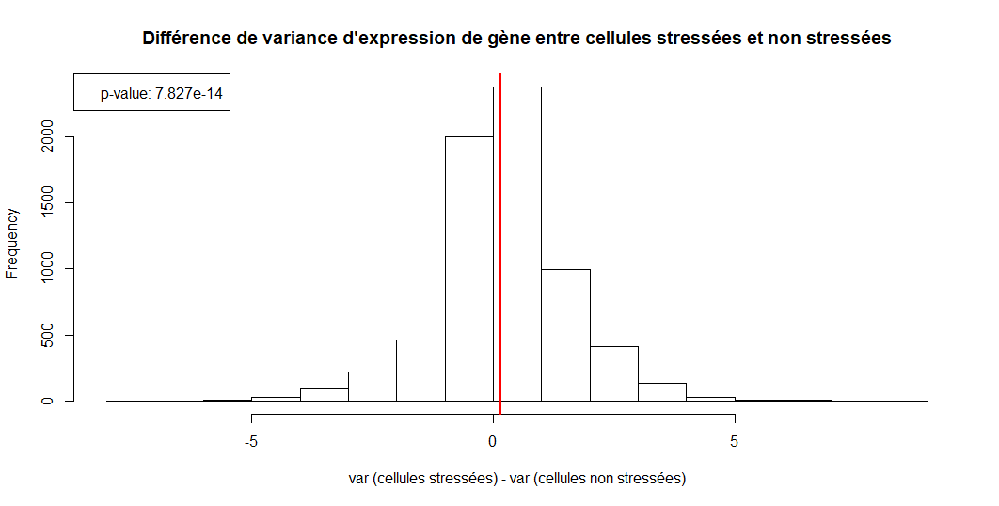 Différence de variance d'expression de gène entre cellules stressées et non stressées
p-value: 7.827e-14
Frequency
2000
1500
1000
500
0
-5 0 5
var (cellules stressées) - var (cellules non stressées)